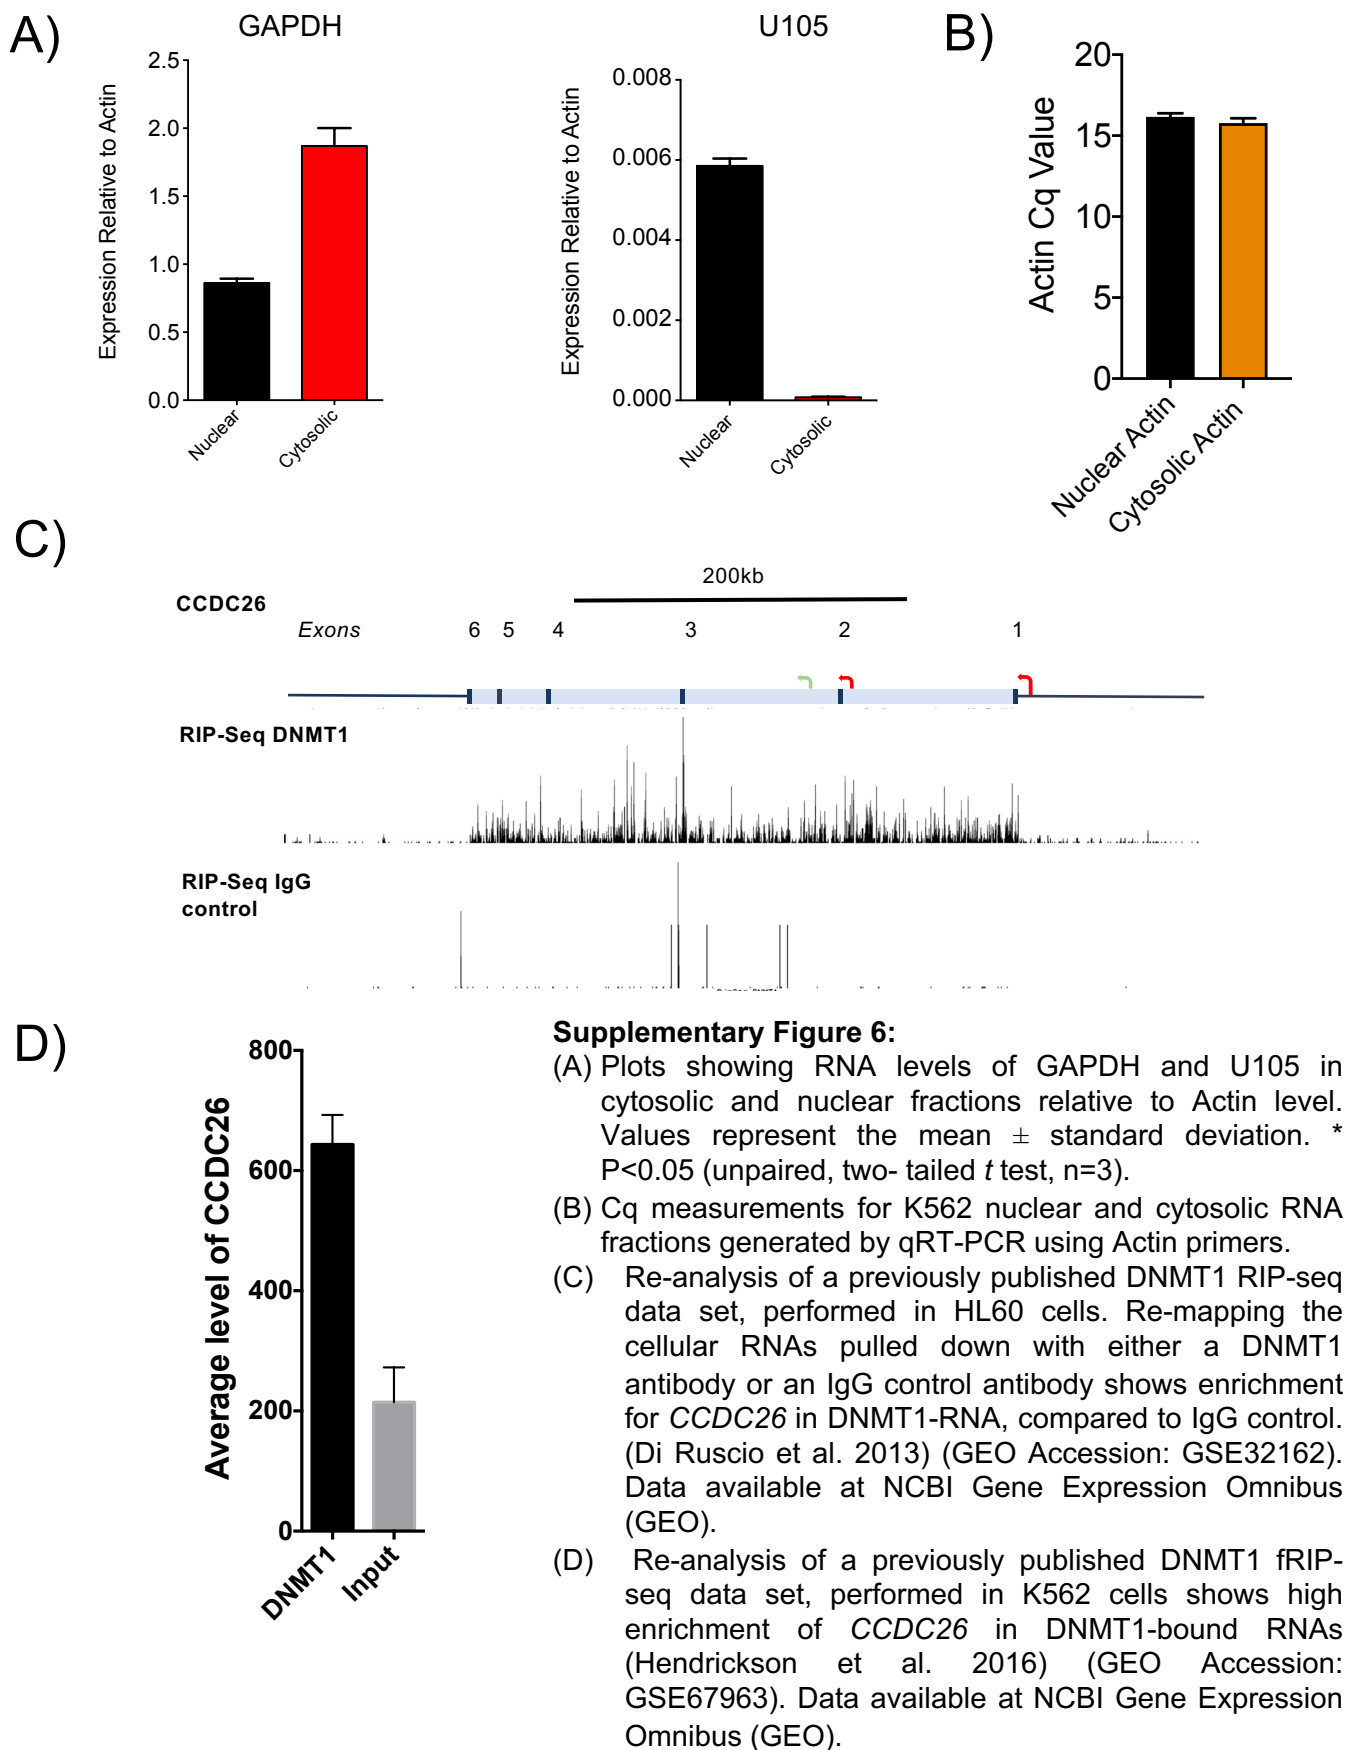 A)
GAPDH
Expression Relative to Actin
2.5
2.0
1.5
1.0
0.5
0.0
Nuclear
Cytosolic
U105
Expression Relative to Actin
0.008
0.006
0.004
0.002
0.000
Nuclear
Cytosolic
B)
Actin Cq Value
20
15
10
5
0
Nuclear Actin
Cytosolic Actin
C)
200kb
CCDC26
Exons 6 5 4 3 2 1
RIP-Seq DNMT1
RIP-Seq IgG
control
D)
Average level of CCDC26
800
600
400
200
0
DNMT1
Input
Supplementary Figure 6:
(A) Plots showing RNA levels of GAPDH and U105 in
cytosolic and nuclear fractions relative to Actin level.
Values represent the mean ± standard deviation. *
P<0.05 (unpaired, two- tailed t test, n=3).
(B) Cq measurements for K562 nuclear and cytosolic RNA
fractions generated by qRT-PCR using Actin primers.
(C) Re-analysis of a previously published DNMT1 RIP-seq
data set, performed in HL60 cells. Re-mapping the
cellular RNAs pulled down with either a DNMT1
antibody or an IgG control antibody shows enrichment
for CCDC26 in DNMT1-RNA, compared to IgG control.
(Di Ruscio et al. 2013) (GEO Accession: GSE32162).
Data available at NCBI Gene Expression Omnibus
(GEO).
(D) Re-analysis of a previously published DNMT1 fRIP-
seq data set, performed in K562 cells shows high
enrichment of CCDC26 in DNMT1-bound RNAs
(Hendrickson et al. 2016) (GEO Accession:
GSE67963). Data available at NCBI Gene Expression
Omnibus (GEO).